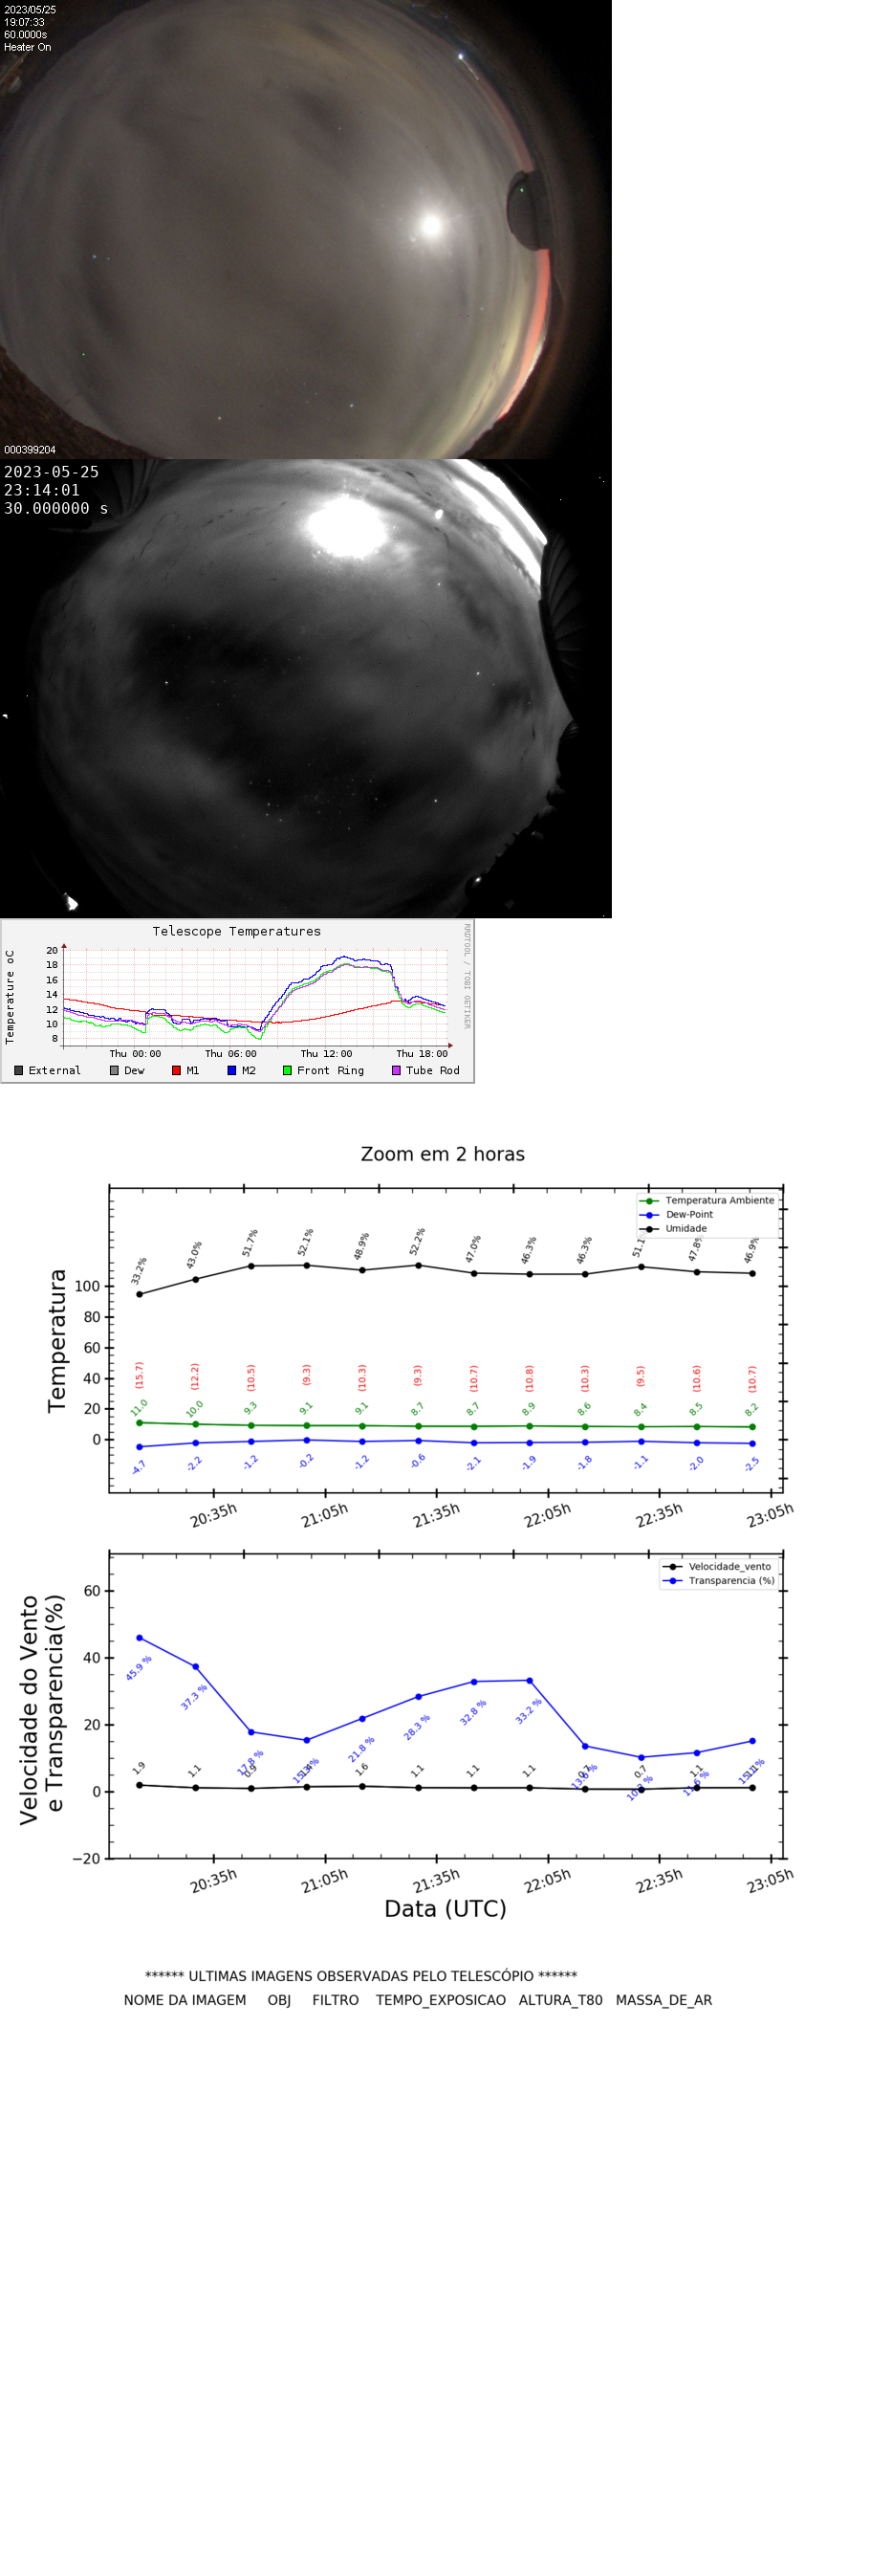 2023/05/25
19:07:33
60.0000s
Heater On
000399204
2023-05-25
23:14:01
30.000000 s
Telescope Temperatures
RRDTOOL / TOBI OETIKER
Temperature oC
20
18
16
14
12
10
8
Thu 00:00 Thu 06:00 Thu 12:00 Thu 18:00
External Dew M1 M2 Front Ring Tube Rod
Zoom em 2 horas
Temperatura Ambiente
Dew-Point
Umidade
Temperatura
100
80
60
40
20
0
33.2% 43.0% 51.7% 52.1% 48.9% 52.2% 47.0% 46.3% 46.3% 51.1 47.8% 46.9%
(15.7) (12.2) (10.5) (9.3) (10.3) (9.3) (10.7) (10.8) (10.3) (9.5) (10.6) (10.7)
11.0 10.0 9.3 9.1 9.1 8.7 8.7 8.9 8.6 8.4 8.5 8.2
-4.7 -2.2 -1.2 -0.2 -1.2 -0.6 -2.1 -1.9 -1.8 -1.1 -2.0 -2.5
20:35h 21:05h 21:35h 22:05h 22:35h 23:05h
Velocidade_vento
Transparencia (%)
Velocidade do Vento
e Transparencia(%)
60
40
20
0
−20
45.9 % 37.3 % 17.8 % 21.8 % 28.3 % 32.8 % 33.2 %
1.9 1.1 1.6 1.1 1.1 1.1 0.7 1.1
20:35h 21:05h 21:35h 22:05h 22:35h 23:05h
Data (UTC)
****** ULTIMAS IMAGENS OBSERVADAS PELO TELESCÓPIO ******
NOME DA IMAGEM OBJ FILTRO TEMPO_EXPOSICAO ALTURA_T80 MASSA_DE_AR